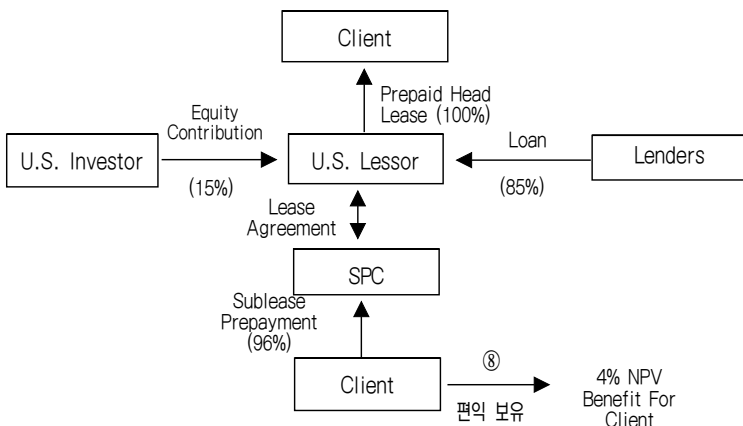 Client
Prepaid Head
Lease (100%)
Equity
Contribution
U.S. Investor
(15%)
U.S. Lessor
Loan
(85%)
Lenders
Lease
Agreement
SPC
Sublease
Prepayment
(96%)
Client
⑧
편익 보유
4% NPV
Benefit For
Client